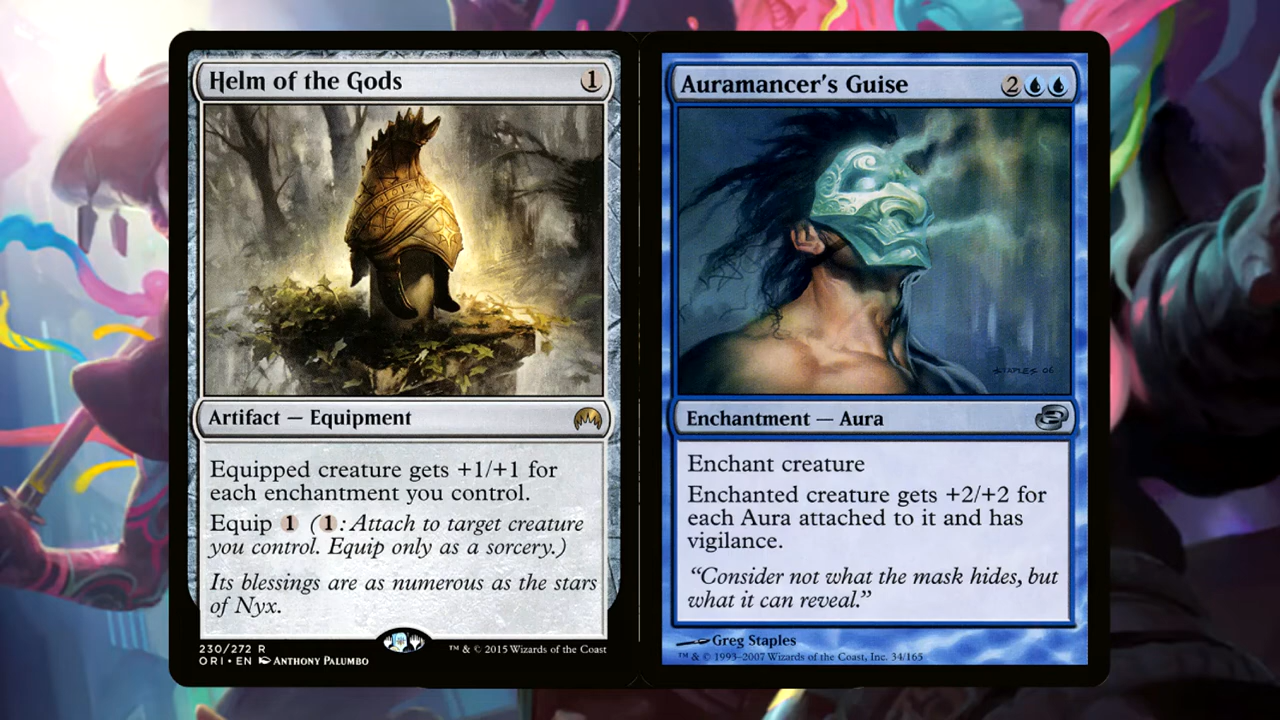 Helm of the Gods 1
Artifact — Equipment
Equipped creature gets +1/+1 for
each enchantment you control.
Equip 1 (1: Attach to target creature
you control. Equip only as a sorcery.)
Its blessings are as numerous as the stars
of Nyx.
230/272 R
ORI • EN Anthony Palumbo
™ & © 2015 Wizards of the Coast
Auramancer's Guise 2
STAPLES 06
Enchantment — Aura
Enchant creature
Enchanted creature gets +2/+2 for
each Aura attached to it and has
vigilance.
“Consider not what the mask hides, but
what it can reveal.”
Greg Staples
™ & © 1993–2007 Wizards of the Coast, Inc. 34/165